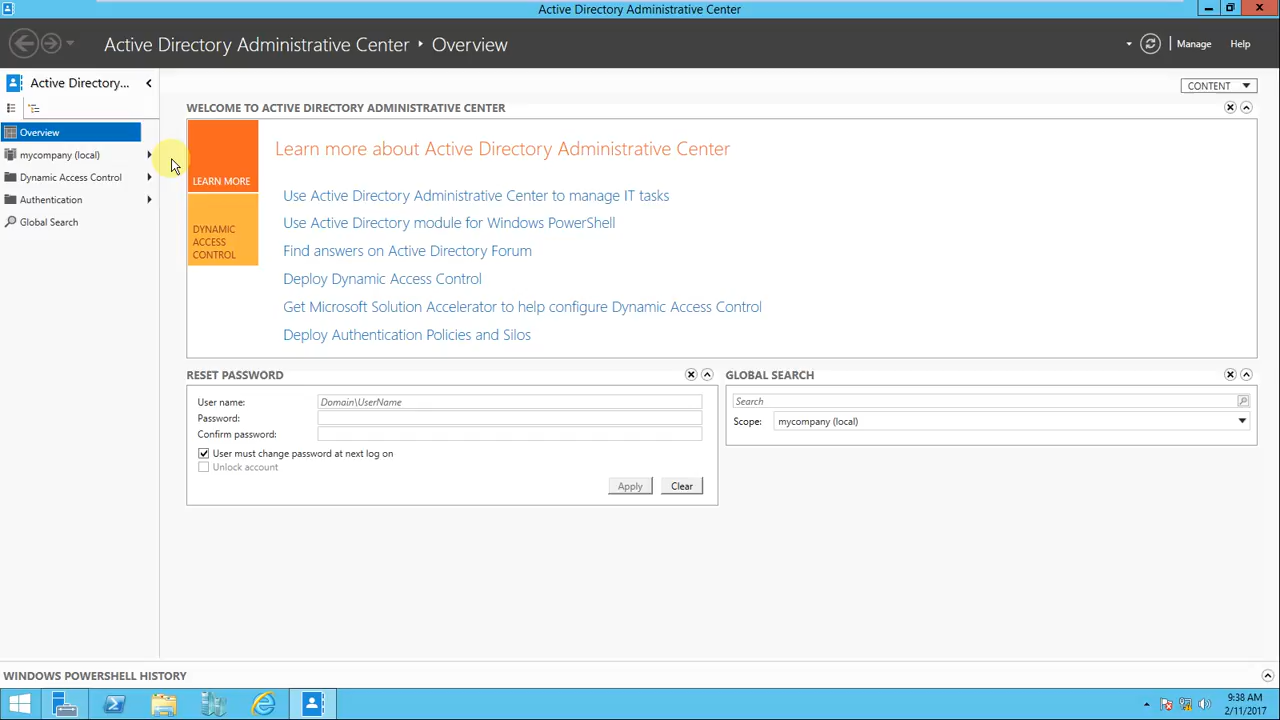 Active Directory Administrative Center
Active Directory Administrative Center • Overview
Manage
Help
Active Directory...
Overview
mycompany (local)
Dynamic Access Control
Authentication
Global Search
CONTENT
WELCOME TO ACTIVE DIRECTORY ADMINISTRATIVE CENTER
LEARN MORE
DYNAMIC
ACCESS
CONTROL
Learn more about Active Directory Administrative Center
Use Active Directory Administrative Center to manage IT tasks
Use Active Directory module for Windows PowerShell
Find answers on Active Directory Forum
Deploy Dynamic Access Control
Get Microsoft Solution Accelerator to help configure Dynamic Access Control
Deploy Authentication Policies and Silos
RESET PASSWORD
User name:
Domain\UserName
Password:
Confirm password:
User must change password at next log on
Unlock account
Apply
Clear
GLOBAL SEARCH
Search
Scope:
mycompany (local)
WINDOWS POWERSHELL HISTORY
9:38 AM
2/11/2017